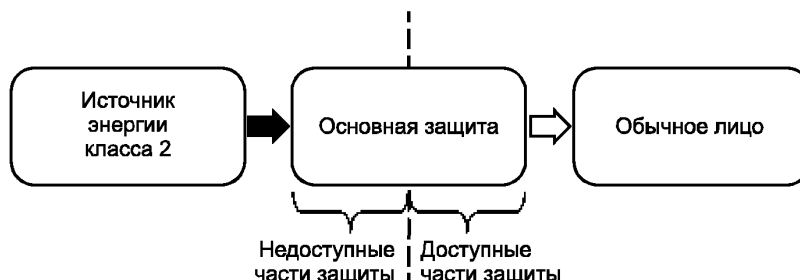 Источник
энергии
класса 2
Основная защита
Обычное лицо
Недоступные
части защиты
Доступные
части защиты